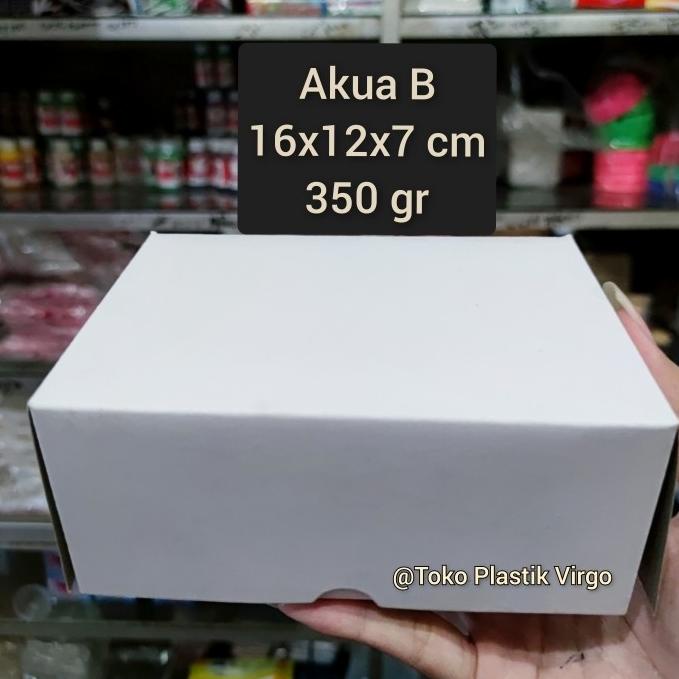 Akua B
16x12x7 cm
350 gr
@Toko Plastik Virgo